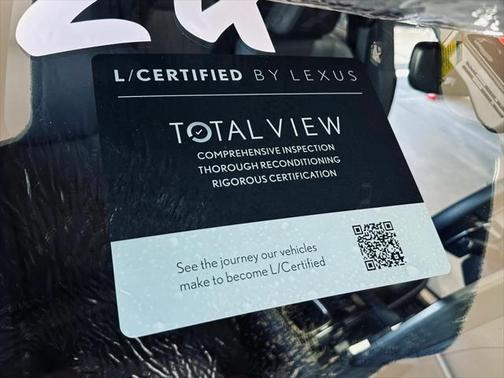 24
L/CERTIFIED BY LEXUS
TOTALVIEW
COMPREHENSIVE INSPECTION
THOROUGH RECONDITIONING
RIGOROUS CERTIFICATION
See the journey our vehicles
make to become L/Certified